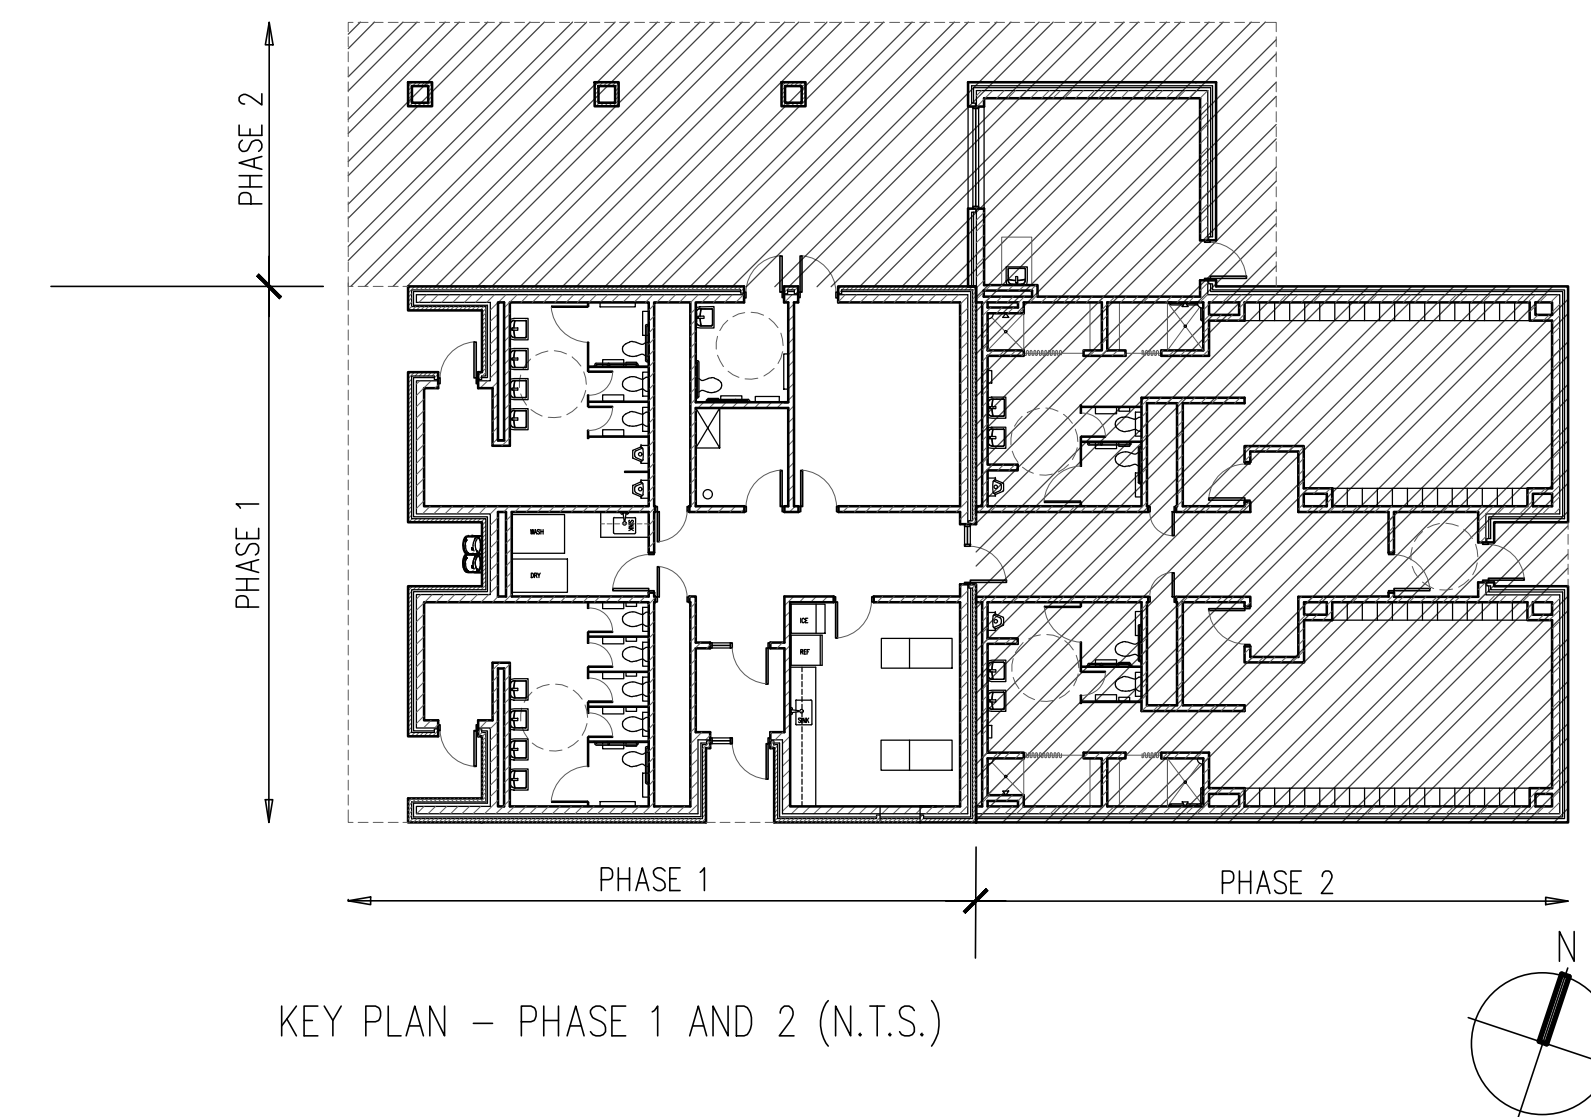 PHASE 2
PHASE 1
WASH
SINK
DRY
ICE
REF
SINK
PHASE 1
PHASE 2
N
KEY PLAN – PHASE 1 AND 2 (N.T.S.)